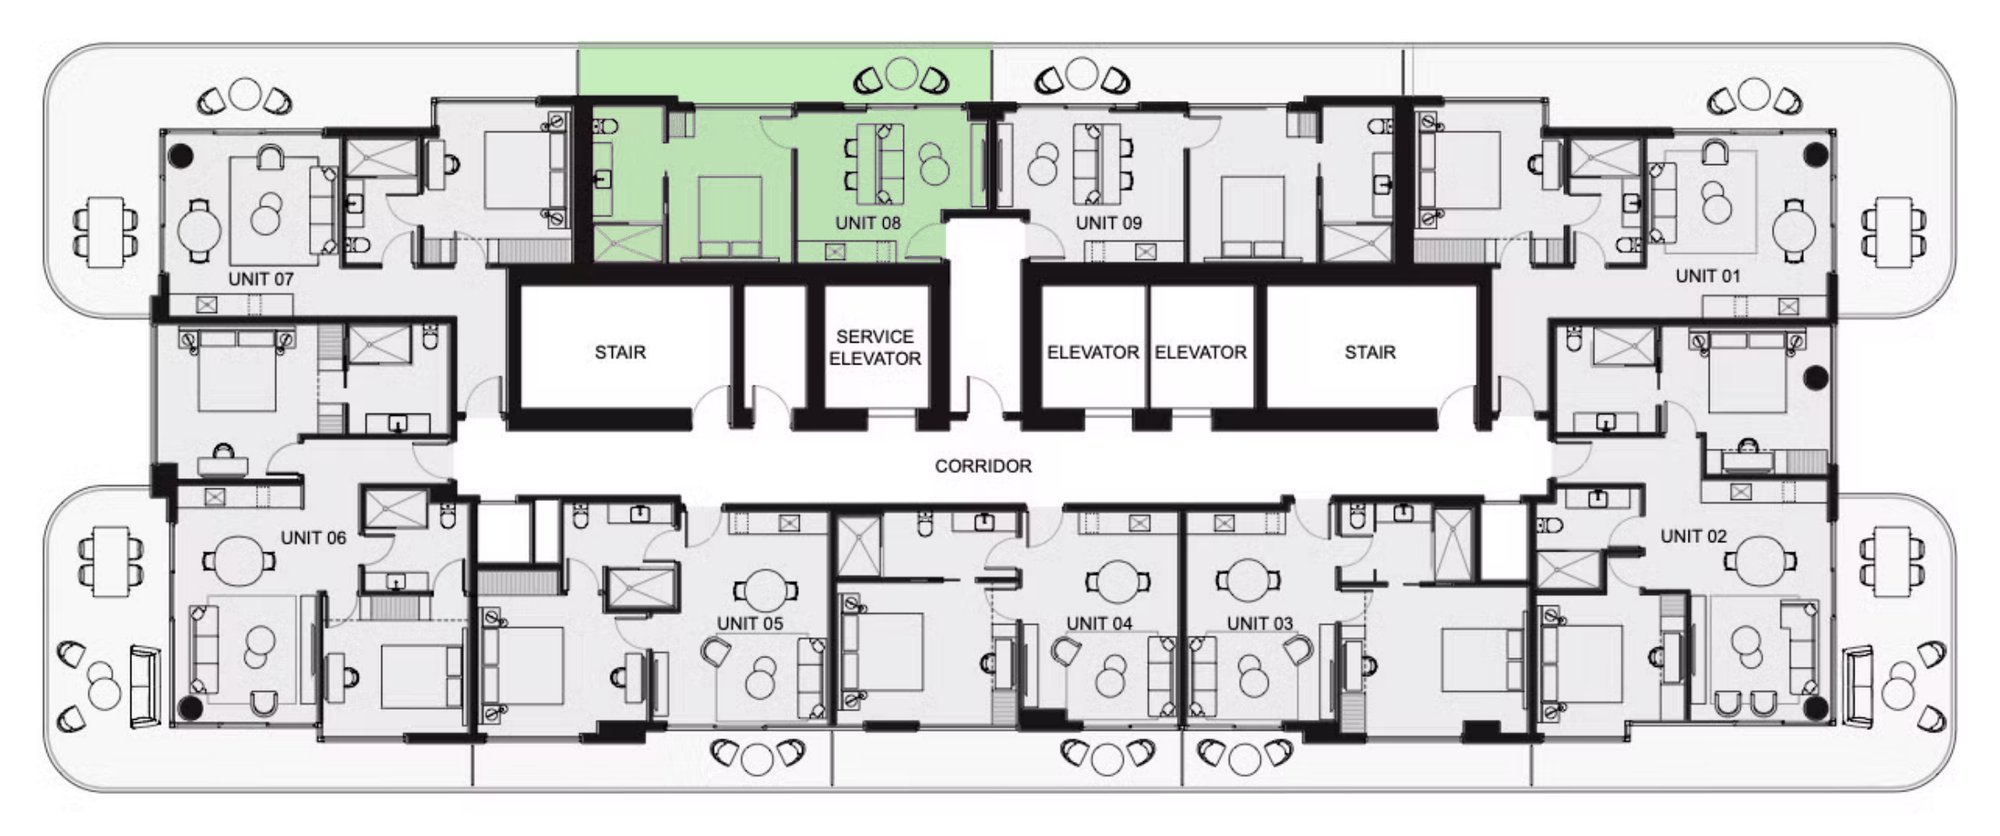 UNIT 08
UNIT 09
UNIT 07
UNIT 01
STAIR
SERVICE
ELEVATOR
ELEVATOR
ELEVATOR
STAIR
CORRIDOR
UNIT 06
UNIT 02
UNIT 05
UNIT 04
UNIT 03